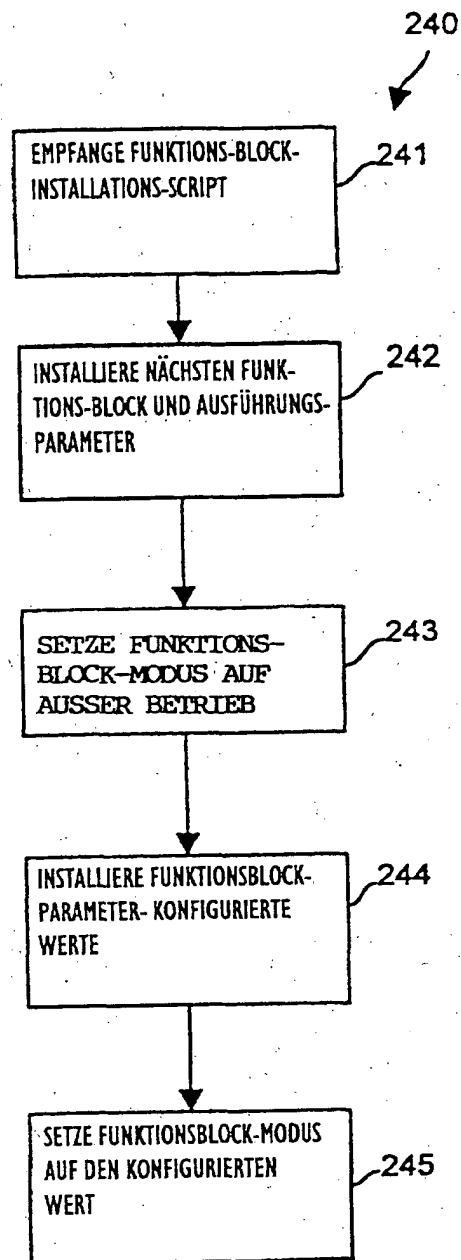 240
EMPFANGE FUNKTIONS-BLOCK-
INSTALLATIONS-SCRIPT
241
INSTALLIERE NÄCHSTEN FUNK-
TIONS-BLOCK UND AUSFÜHRUNGS-
PARAMETER
242
SETZE FUNKTIONS-
BLOCK-MODUS AUF
AUSSER BETRIEB
243
INSTALLIERE FUNKTIONSBLOCK-
PARAMETER- KONFIGURIERTE
WERTE
244
SETZE FUNKTIONSBLOCK-MODUS
AUF DEN KONFIGURIERTEN
WERT
245